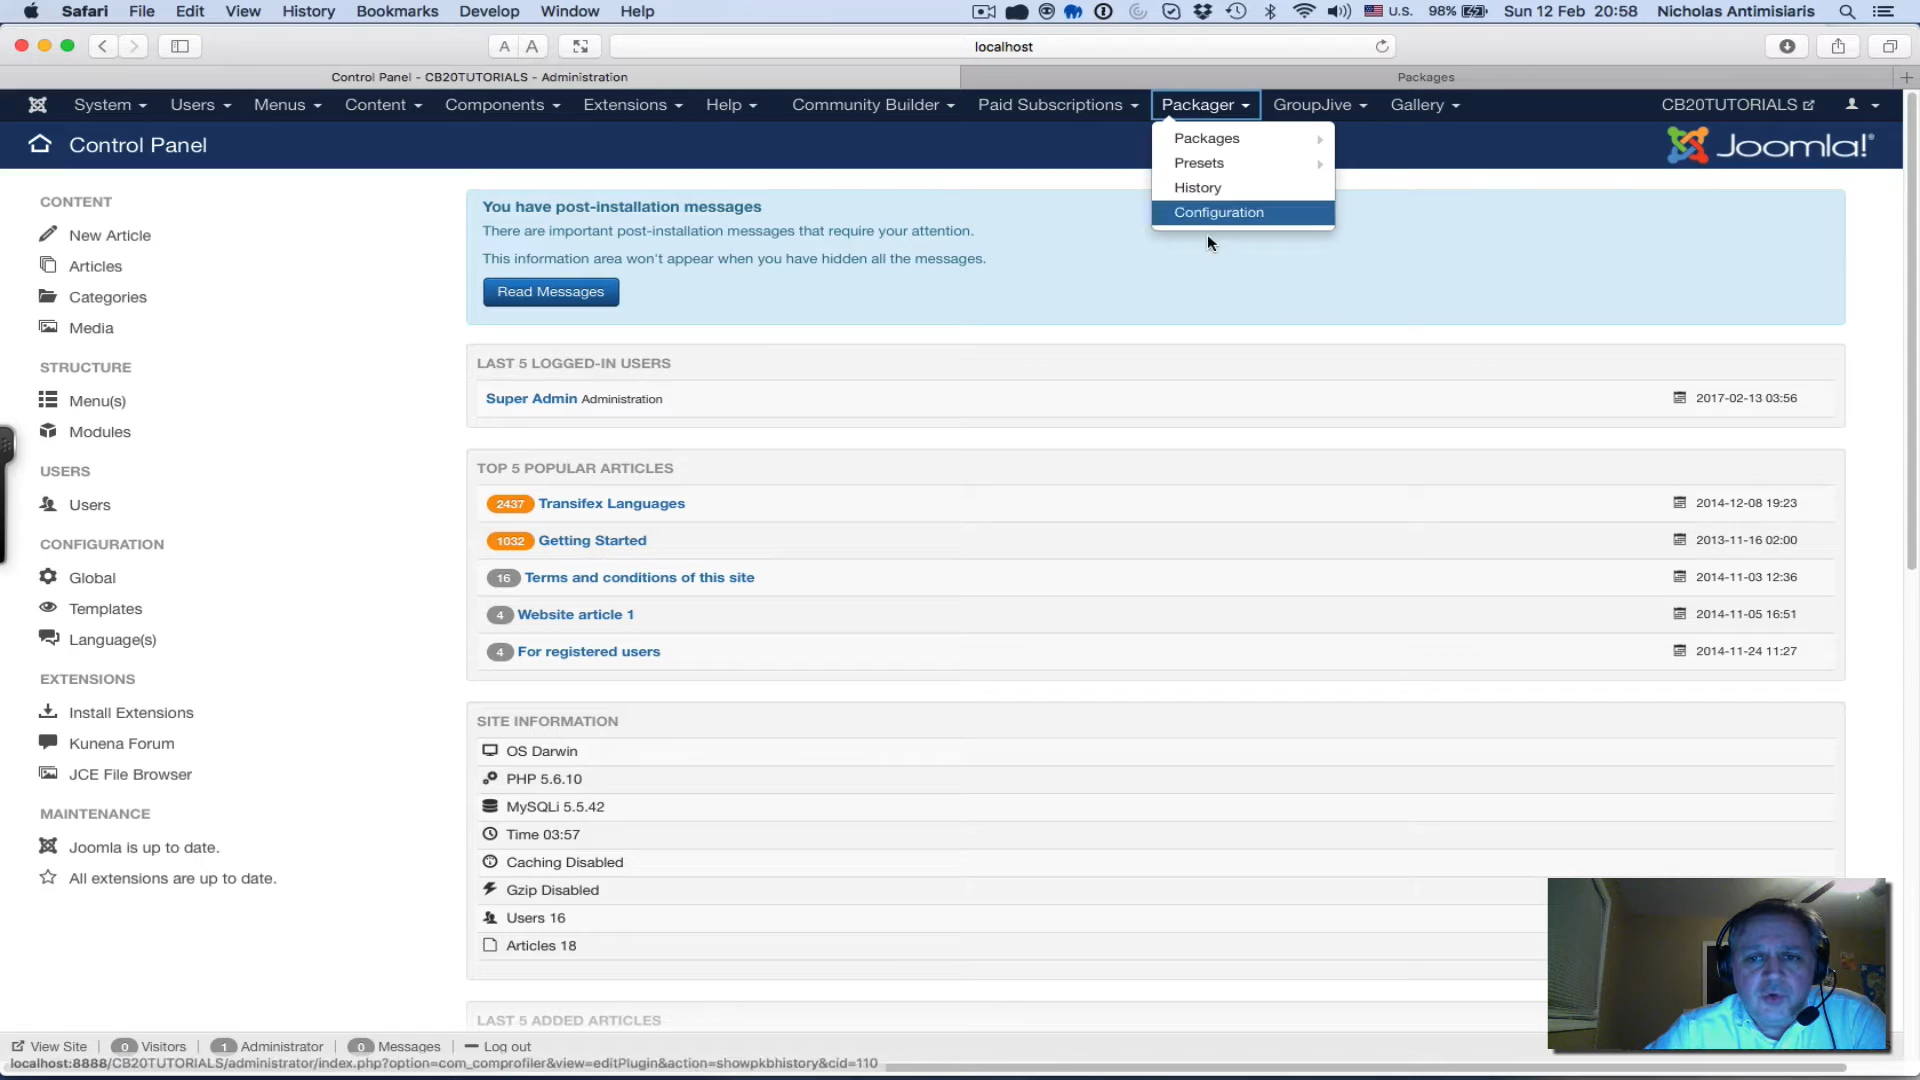 Safari File Edit View History Bookmarks Develop Window Help U.S. 98% Sun 12 Feb 20:58 Nicholas Antimisiaris
A A localhost
Control Panel - CB20TUTORIALS - Administration Packages
System Users Menus Content Components Extensions Help Community Builder Paid Subscriptions Packager GroupJive Gallery CB20TUTORIALS
Control Panel Joomla!®
Packages
Presets
History
Configuration
CONTENT
New Article
Articles
Categories
Media
STRUCTURE
Menu(s)
Modules
USERS
Users
CONFIGURATION
Global
Templates
Language(s)
EXTENSIONS
Install Extensions
Kunena Forum
JCE File Browser
MAINTENANCE
Joomla is up to date.
All extensions are up to date.
You have post-installation messages
There are important post-installation messages that require your attention.
This information area won't appear when you have hidden all the messages.
Read Messages
LAST 5 LOGGED-IN USERS
Super Admin Administration 2017-02-13 03:56
TOP 5 POPULAR ARTICLES
2437 Transifex Languages 2014-12-08 19:23
1032 Getting Started 2013-11-16 02:00
16 Terms and conditions of this site 2014-11-03 12:36
4 Website article 1 2014-11-05 16:51
4 For registered users 2014-11-24 11:27
SITE INFORMATION
OS Darwin
PHP 5.6.10
MySQLi 5.5.42
Time 03:57
Caching Disabled
Gzip Disabled
Users 16
Articles 18
LAST 5 ADDED ARTICLES
View Site 0 Visitors 1 Administrator 0 Messages Log out
localhost:8888/CB20TUTORIALS/administrator/index.php?option=com_comprofiler&view=editPlugin&action=showpkbhistory&cid=110